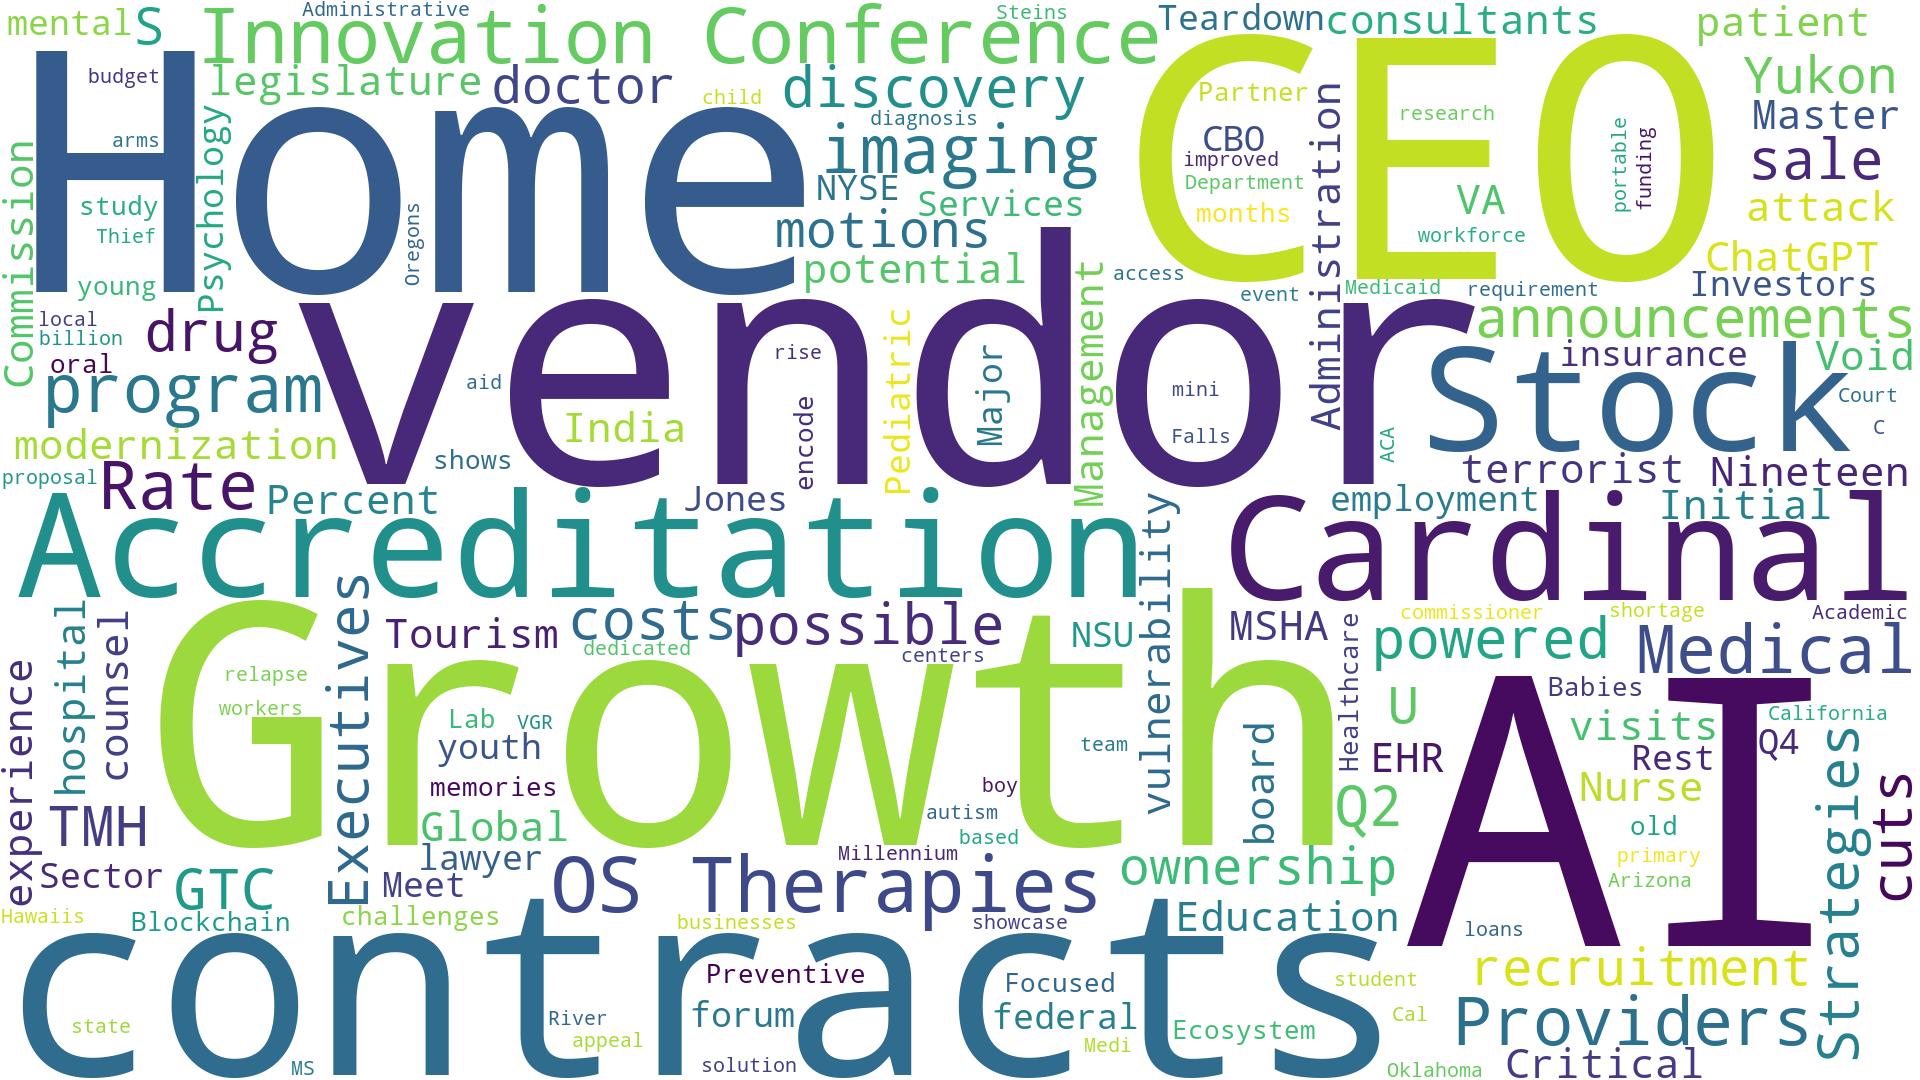 Administrative
Steins
mental
S
Innovation
Conference
Teardown
consultants
patient
budget
legislature
doctor
child
discovery
Partner
research
Yukon
Home
CEO
diagnosis
imaging
CBO
improved
Master
arms
Psychology
NYSE
Services
Department
months
VA
portable
funding
sale
Commission
study
Thief
Oregons
motions
workforce
attack
young
potential
access
event
Administration
Medicaid
requirement
ChatGPT
Investors
local
billion
drug
vendor
announcements
oral
program
rise
Pediatric
Major
Management
Stock
insurance
Void
aid
mini
Court
C
modernization
India
encode
Falls
ACA
shows
terrorist
Nineteen
proposal
Rate
Percent
Jones
employment
Initial
Accreditation
vulnerability
Cardinal
hospital
counsel
Executives
Tourism
costs
possible
NSU
MSHA
Healthcare
commissioner
shortage
Academic
dedicated
centers
powered
Medical
experience
relapse
workers
Growth
Lab
VGR
youth
team
board
U
EHR
Babies
visits
California
Rest
Q4
memories
boy
AI
Nurse
Strategies
cuts
TMH
Global
autism
based
Q2
old
lawyer
Millennium
primary
Sector
GTC
Meet
OS
Therapies
ownership
Arizona
Hawaiis
Blockchain
challenges
businesses
showcase
Education
loans
contracts
Preventive
Focused
student
recruitment
state
River
forum
federal
Ecosystem
Cal
Providers
appeal
Medi
MS
solution
Oklahoma
Critical